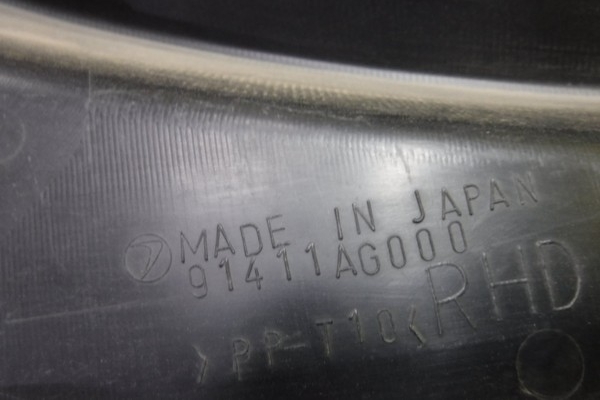 MADE IN JAPAN
91411AG000
>PP-T10< RHD